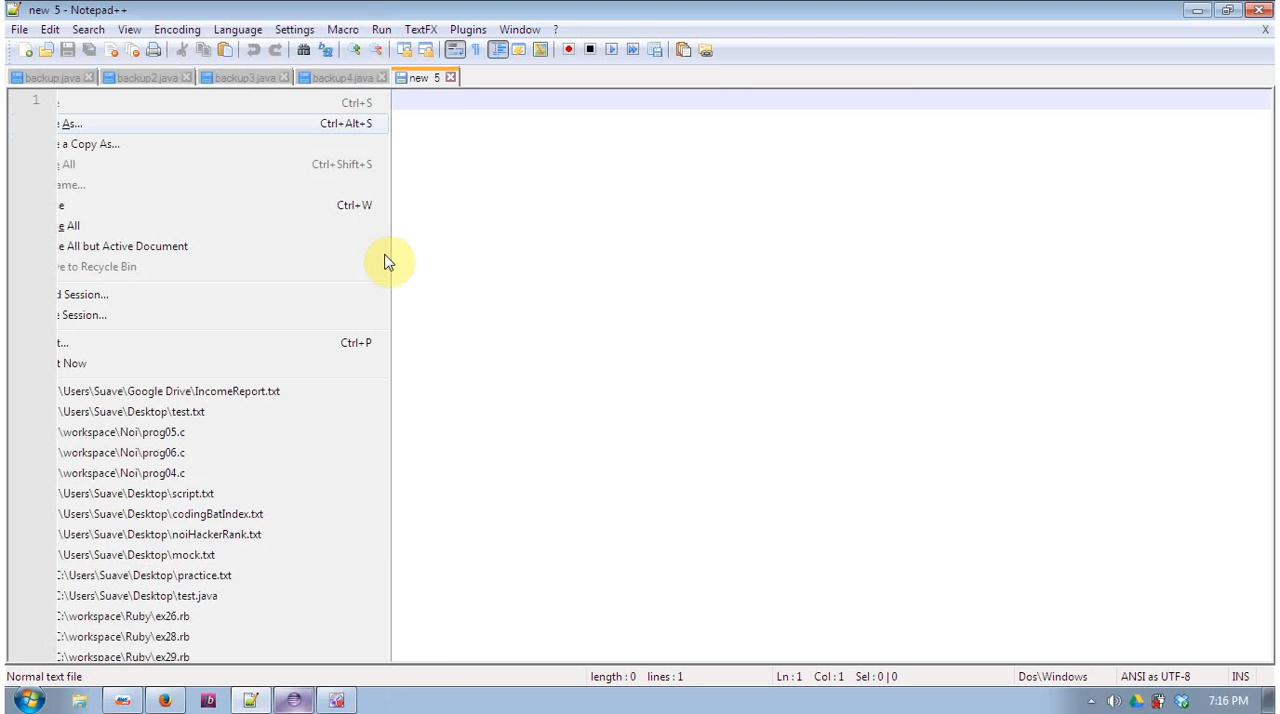 new 5 - Notepad++
File Edit Search View Encoding Language Settings Macro Run TextFX Plugins Window ? X
backup.java backup2.java backup3.java backup4.java new 5
1
e Ctrl+S
e As... Ctrl+Alt+S
e a Copy As...
e All Ctrl+Shift+S
ame...
se Ctrl+W
e All
e All but Active Document
ve to Recycle Bin
d Session...
e Session...
t... Ctrl+P
t Now
\Users\Suave\Google Drive\IncomeReport.txt
\Users\Suave\Desktop\test.txt
\workspace\Noi\prog05.c
\workspace\Noi\prog06.c
\workspace\Noi\prog04.c
\Users\Suave\Desktop\script.txt
\Users\Suave\Desktop\codingBatIndex.txt
\Users\Suave\Desktop\noiHackerRank.txt
\Users\Suave\Desktop\mock.txt
C:\Users\Suave\Desktop\practice.txt
C:\Users\Suave\Desktop\test.java
C:\workspace\Ruby\ex26.rb
C:\workspace\Ruby\ex28.rb
C:\workspace\Ruby\ex29.rb
Normal text file length : 0 lines : 1 Ln : 1 Col : 1 Sel : 0 | 0 Dos\Windows ANSI as UTF-8 INS
7:16 PM